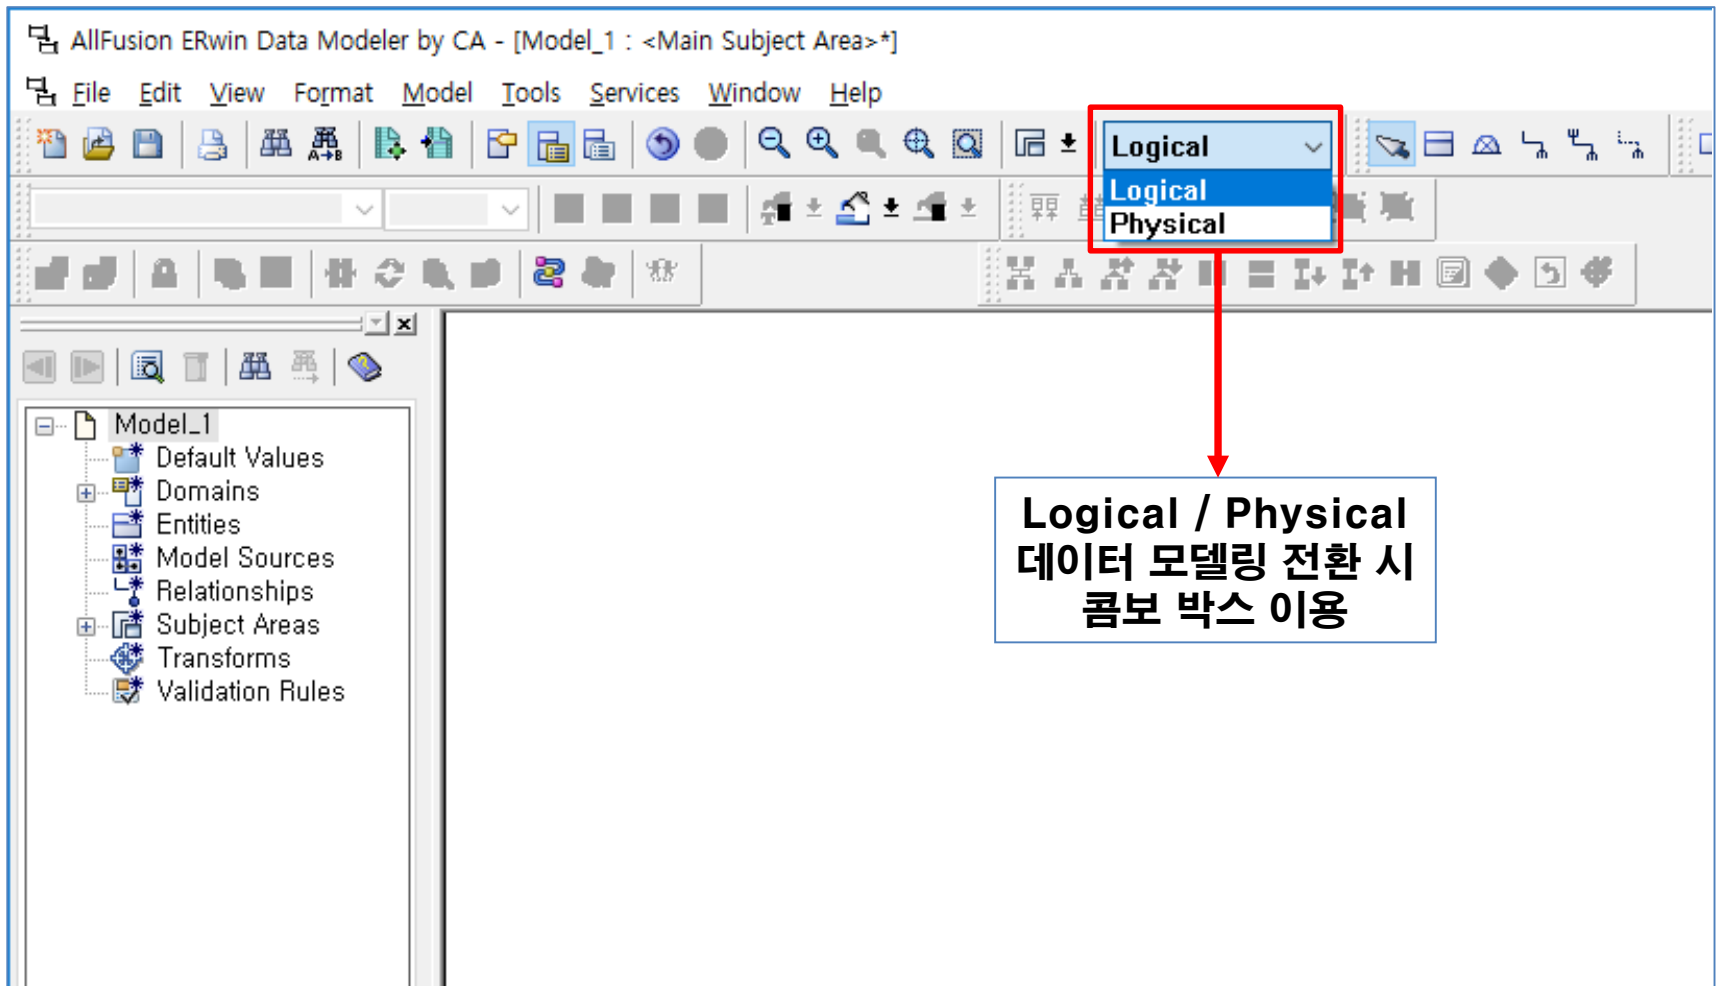 AllFusion ERwin Data Modeler by CA - [Model_1 : <Main Subject Area>*]
File Edit View Format Model Tools Services Window Help
A→B
Logical
Logical
Physical
Model_1
Default Values
Domains
Entities
Model Sources
Relationships
Subject Areas
Transforms
Validation Rules
Logical / Physical
데이터 모델링 전환 시
콤보 박스 이용